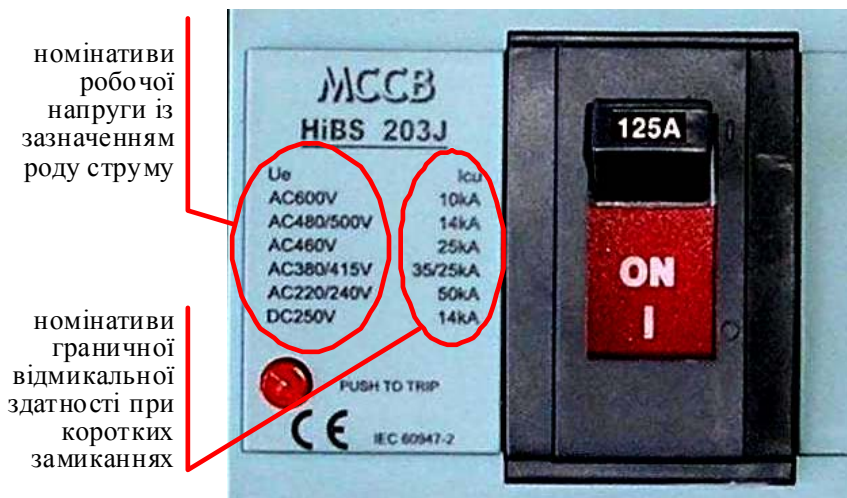 номінативи
робочої
напруги із
зазначенням
роду струму
номінативи
граничної
відмикальної
здатності при
коротких
замиканнях
MCCB
HiBS 203J
Ue Icu
AC600V 10kA
AC480/500V 14kA
AC460V 25kA
AC380/415V 35/25kA
AC220/240V 50kA
DC250V 14kA
PUSH TO TRIP
CE IEC 60947-2
125A
ON
I